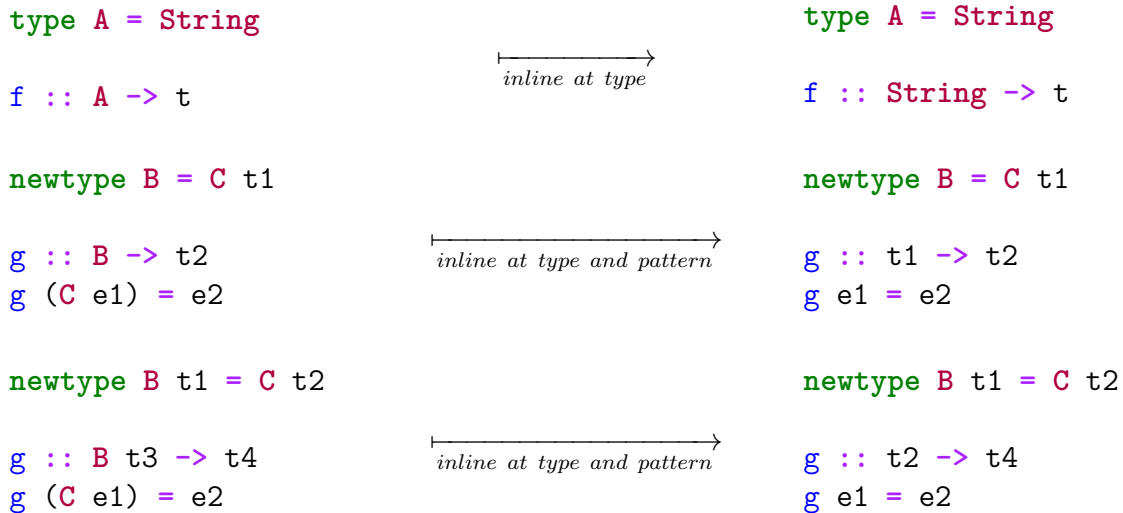 type A = String
f :: A -> t
inline at type
type A = String
f :: String -> t
newtype B = C t1
g :: B -> t2
g (C e1) = e2
inline at type and pattern
newtype B = C t1
g :: t1 -> t2
g e1 = e2
newtype B t1 = C t2
g :: B t3 -> t4
g (C e1) = e2
inline at type and pattern
newtype B t1 = C t2
g :: t2 -> t4
g e1 = e2